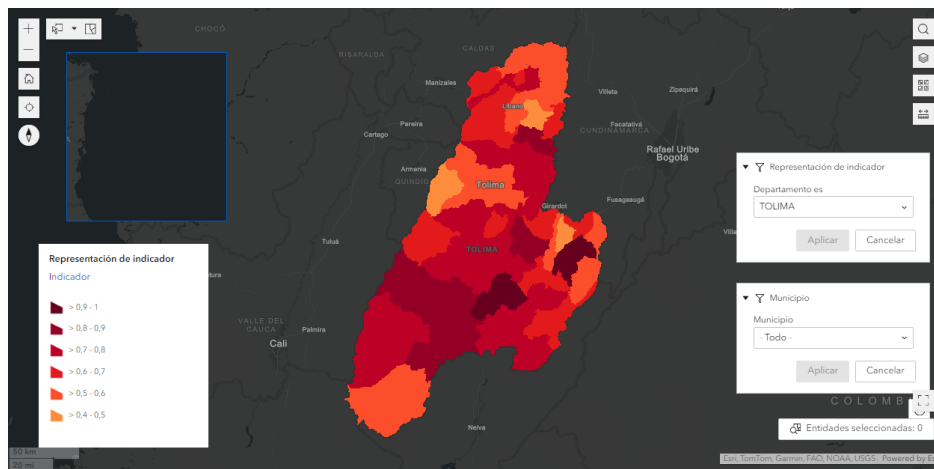 CHOCÓ
RISARALDA
CALDAS
Manizales
Villeta
Zipaquirá
Líbano
Pereira
Facatativá
Cartago
CUNDINAMARCA
Rafael Uribe
Bogotá
Armenia
QUINDÍO
Tolima
Fusagasugá
Girardot
Tuluá
TOLIMA
VALLE DEL
CAUCA
Palmira
Cali
Neiva
COLOMB
Representación de indicador
Indicador
> 0,9 - 1
> 0,8 - 0,9
> 0,7 - 0,8
> 0,6 - 0,7
> 0,5 - 0,6
> 0,4 - 0,5
50 km
20 mi
Representación de indicador
Departamento es
TOLIMA
Aplicar
Cancelar
Municipio
Municipio
- Todo -
Aplicar
Cancelar
Entidades seleccionadas: 0
Esri, TomTom, Garmin, FAO, NOAA, USGS
Powered by Es